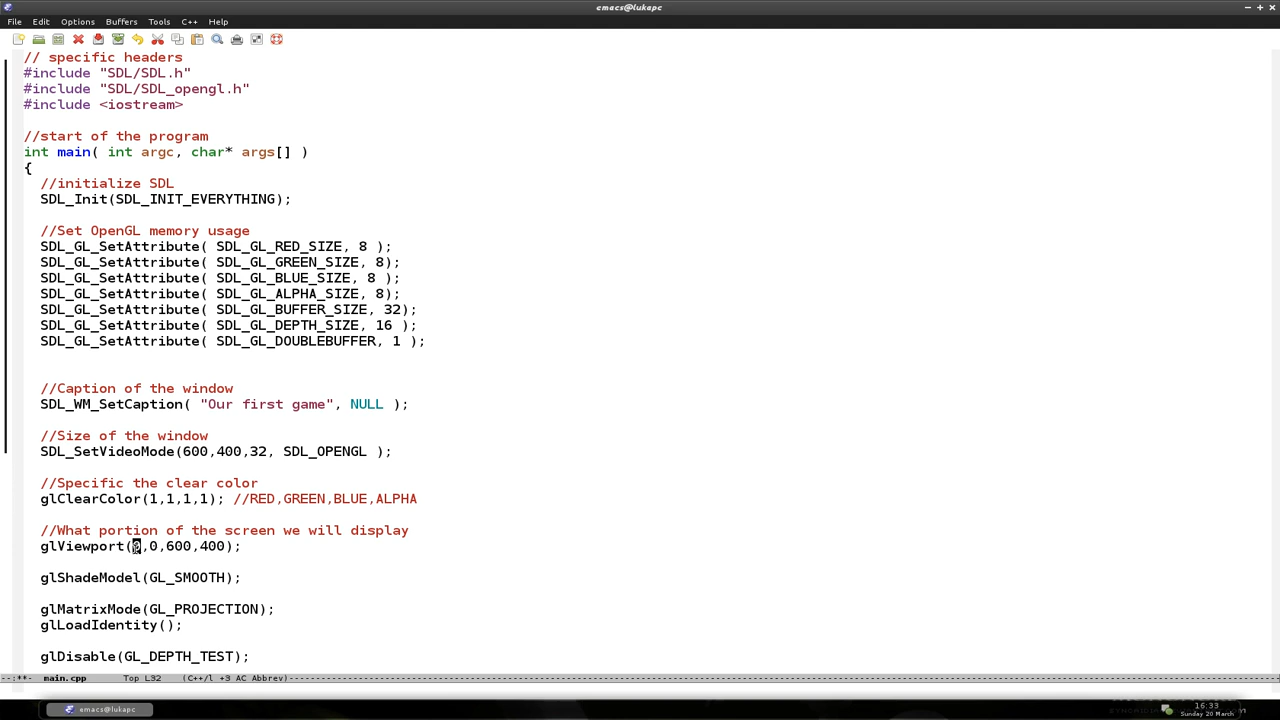 emacs@lukapc
File Edit Options Buffers Tools C++ Help
// specific headers
#include "SDL/SDL.h"
#include "SDL/SDL_opengl.h"
#include <iostream>
//start of the program
int main( int argc, char* args[] )
{
//initialize SDL
SDL_Init(SDL_INIT_EVERYTHING);
//Set OpenGL memory usage
SDL_GL_SetAttribute( SDL_GL_RED_SIZE, 8 );
SDL_GL_SetAttribute( SDL_GL_GREEN_SIZE, 8);
SDL_GL_SetAttribute( SDL_GL_BLUE_SIZE, 8 );
SDL_GL_SetAttribute( SDL_GL_ALPHA_SIZE, 8);
SDL_GL_SetAttribute( SDL_GL_BUFFER_SIZE, 32);
SDL_GL_SetAttribute( SDL_GL_DEPTH_SIZE, 16 );
SDL_GL_SetAttribute( SDL_GL_DOUBLEBUFFER, 1 );
//Caption of the window
SDL_WM_SetCaption( "Our first game", NULL );
//Size of the window
SDL_SetVideoMode(600,400,32, SDL_OPENGL );
//Specific the clear color
glClearColor(1,1,1,1); //RED,GREEN,BLUE,ALPHA
//What portion of the screen we will display
glViewport(0,0,600,400);
glShadeModel(GL_SMOOTH);
glMatrixMode(GL_PROJECTION);
glLoadIdentity();
glDisable(GL_DEPTH_TEST);
--:**- main.cpp Top L32 (C++/l +3 AC Abbrev)
emacs@lukapc
16:33
Sunday 20 March